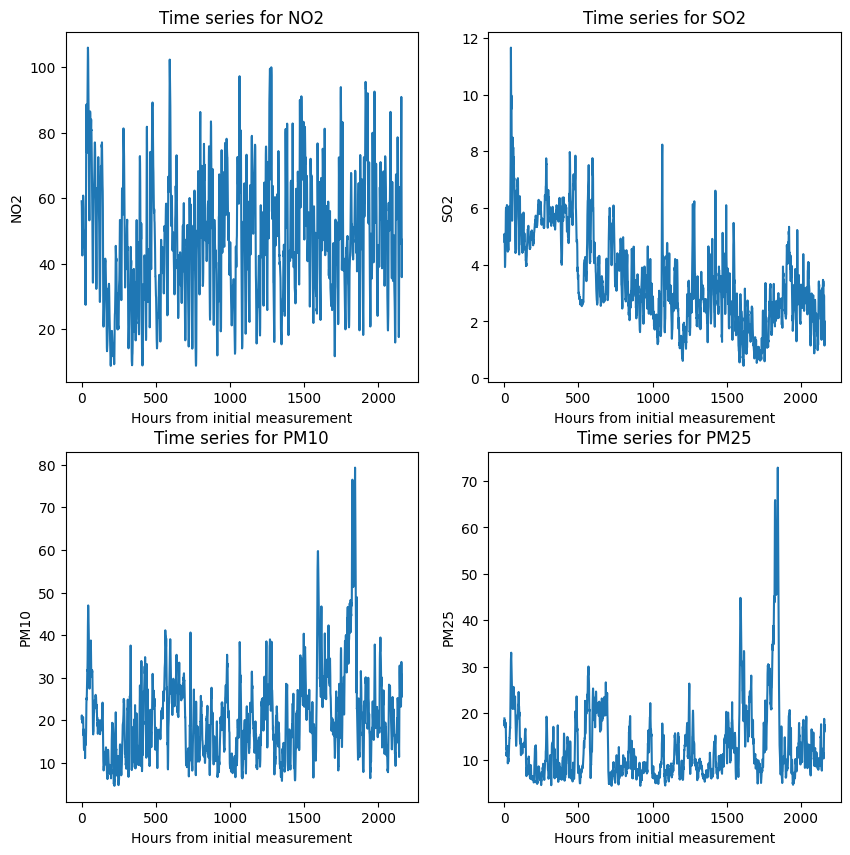 Time series for NO2
NO2
100
80
60
40
20
0 500 1000 1500 2000
Hours from initial measurement
Time series for SO2
SO2
12
10
8
6
4
2
0
0 500 1000 1500 2000
Hours from initial measurement
Time series for PM10
PM10
80
70
60
50
40
30
20
10
0 500 1000 1500 2000
Hours from initial measurement
Time series for PM25
PM25
70
60
50
40
30
20
10
0 500 1000 1500 2000
Hours from initial measurement